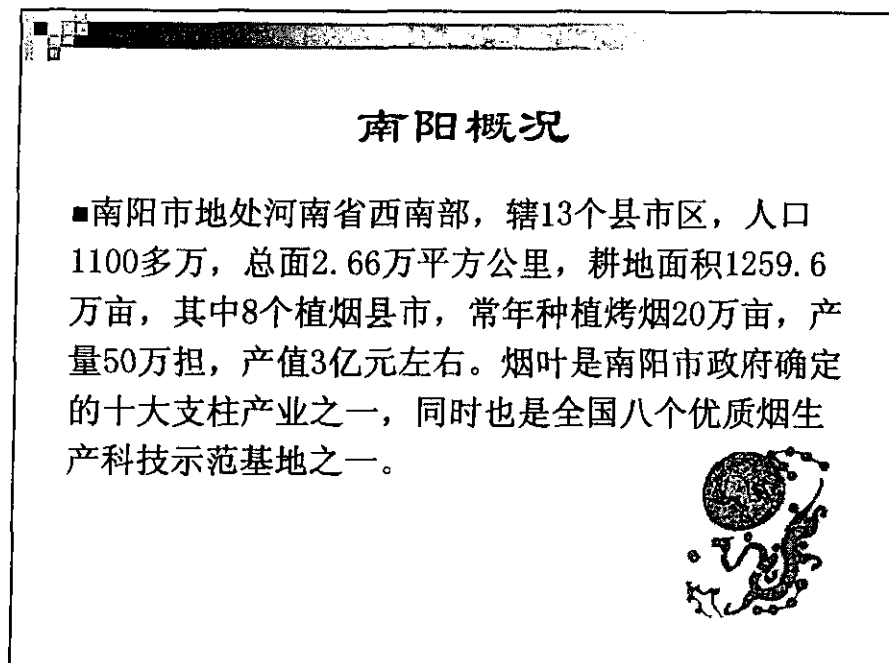 南阳概况
■南阳市地处河南省西南部，辖13个县市区，人口
1100多万，总面2.66万平方公里，耕地面积1259.6
万亩，其中8个植烟县市，常年种植烤烟20万亩，产
量50万担，产值3亿元左右。烟叶是南阳市政府确定
的十大支柱产业之一，同时也是全国八个优质烟生
产科技示范基地之一。